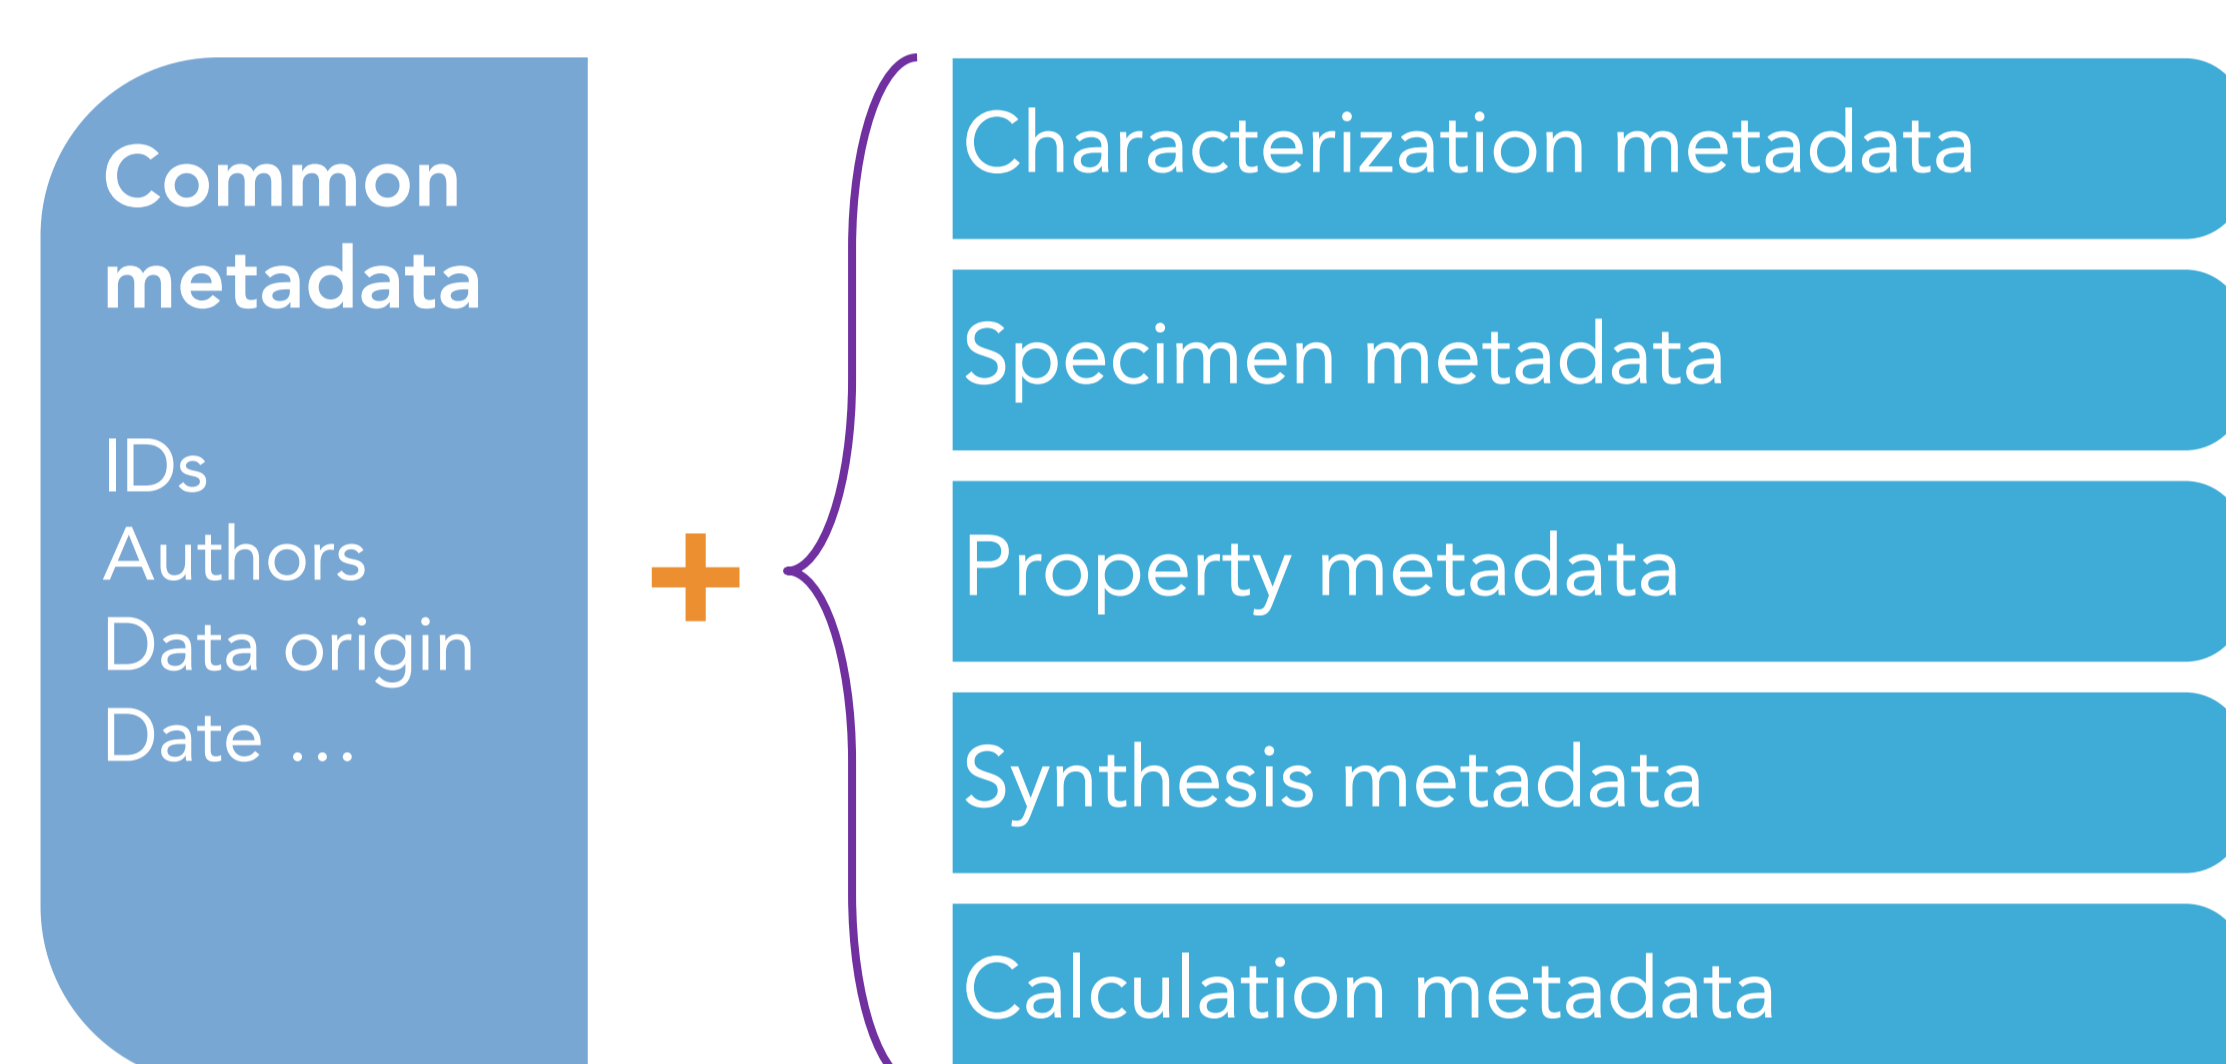 Common
metadata
IDs
Authors
Data origin
Date ...
+
Characterization metadata
Specimen metadata
Property metadata
Synthesis metadata
Calculation metadata